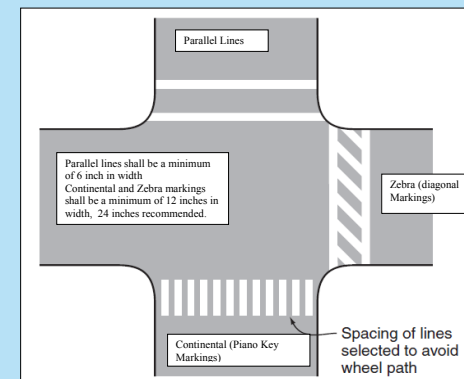 Parallel Lines
Parallel lines shall be a minimum
of 6 inch in width
Continental and Zebra markings
shall be a minimum of 12 inches in
width, 24 inches recommended.
Zebra (diagonal
Markings)
Continental (Piano Key
Markings)
Spacing of lines
selected to avoid
wheel path